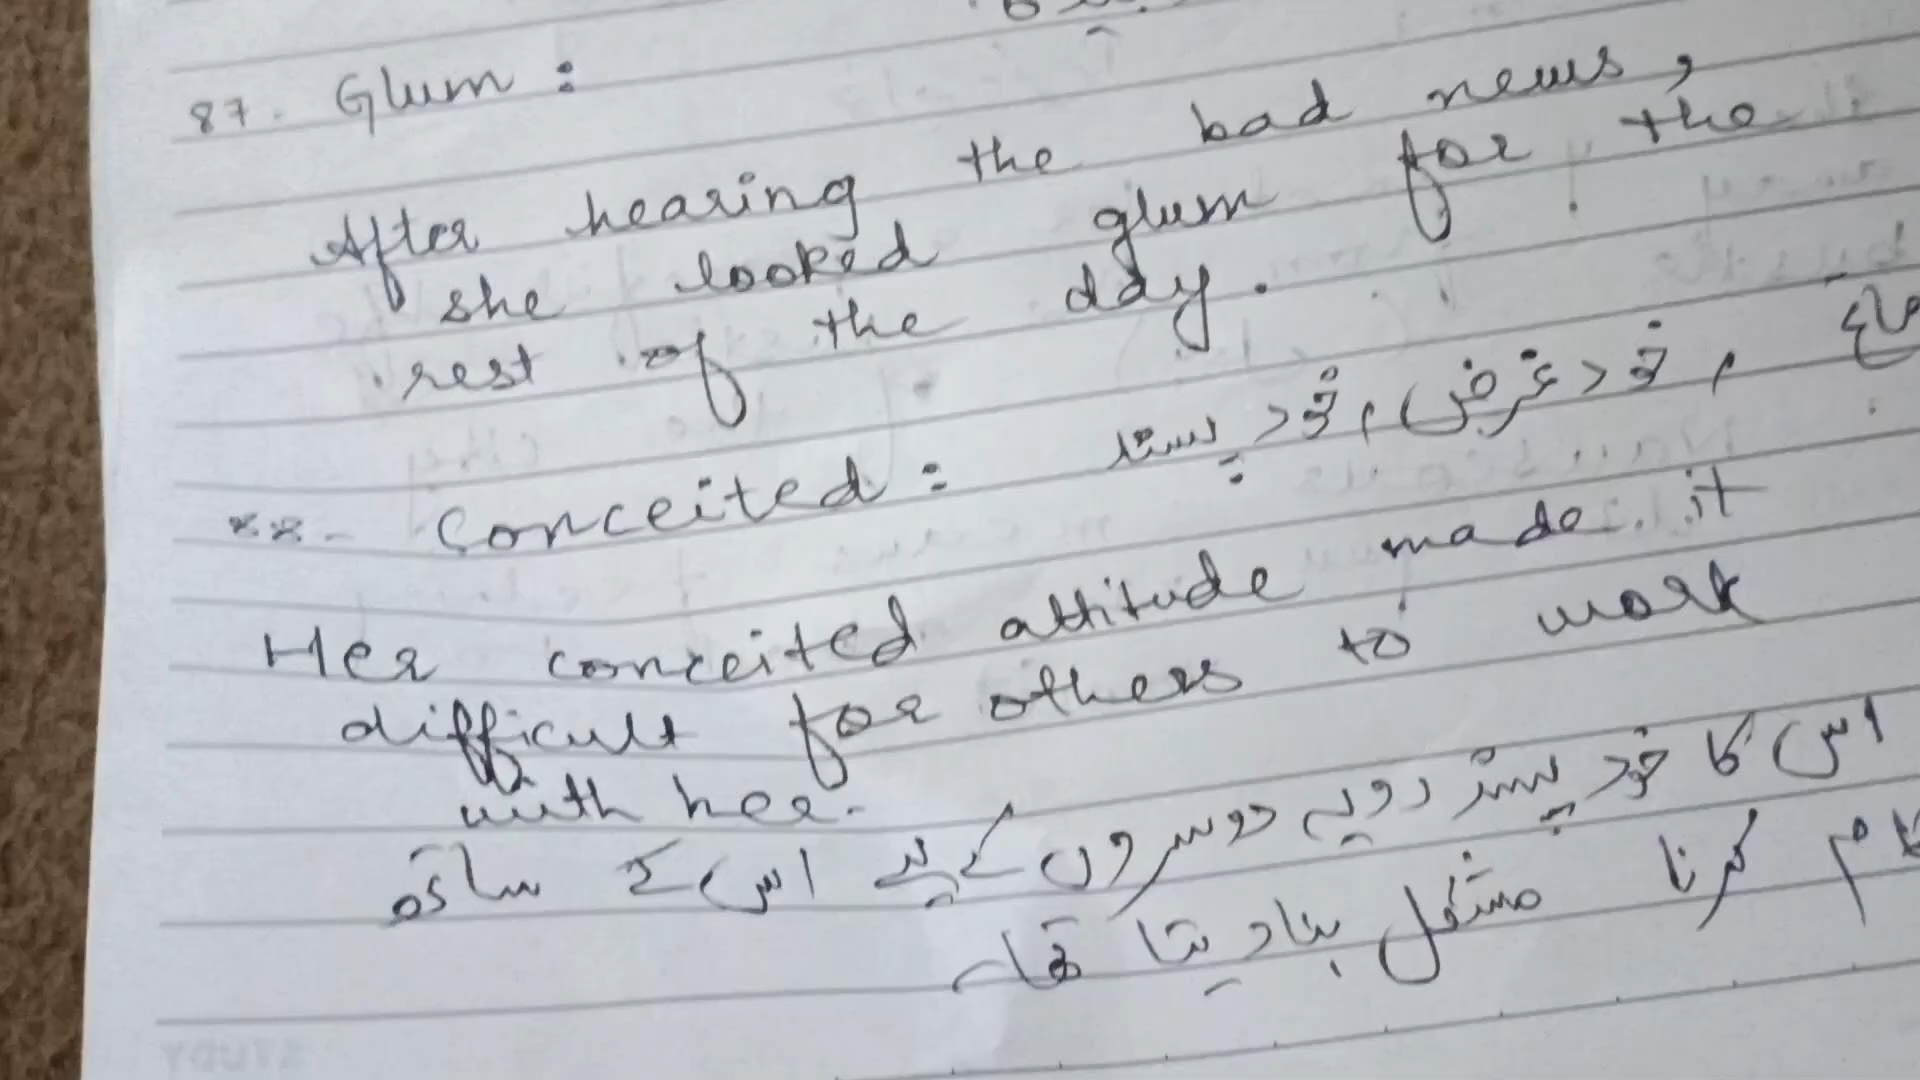 87. Glum :
After hearing the bad news,
she looked glum for the
rest of the day.
88- Conceited : خود غرض، خود پسند
Her conceited attitude made it
difficult for others to work
with her.
اس کا خود پسند رویہ دوسروں کے لیے اس کے ساتھ
کام کرنا مشکل بنا دیتا تھا۔